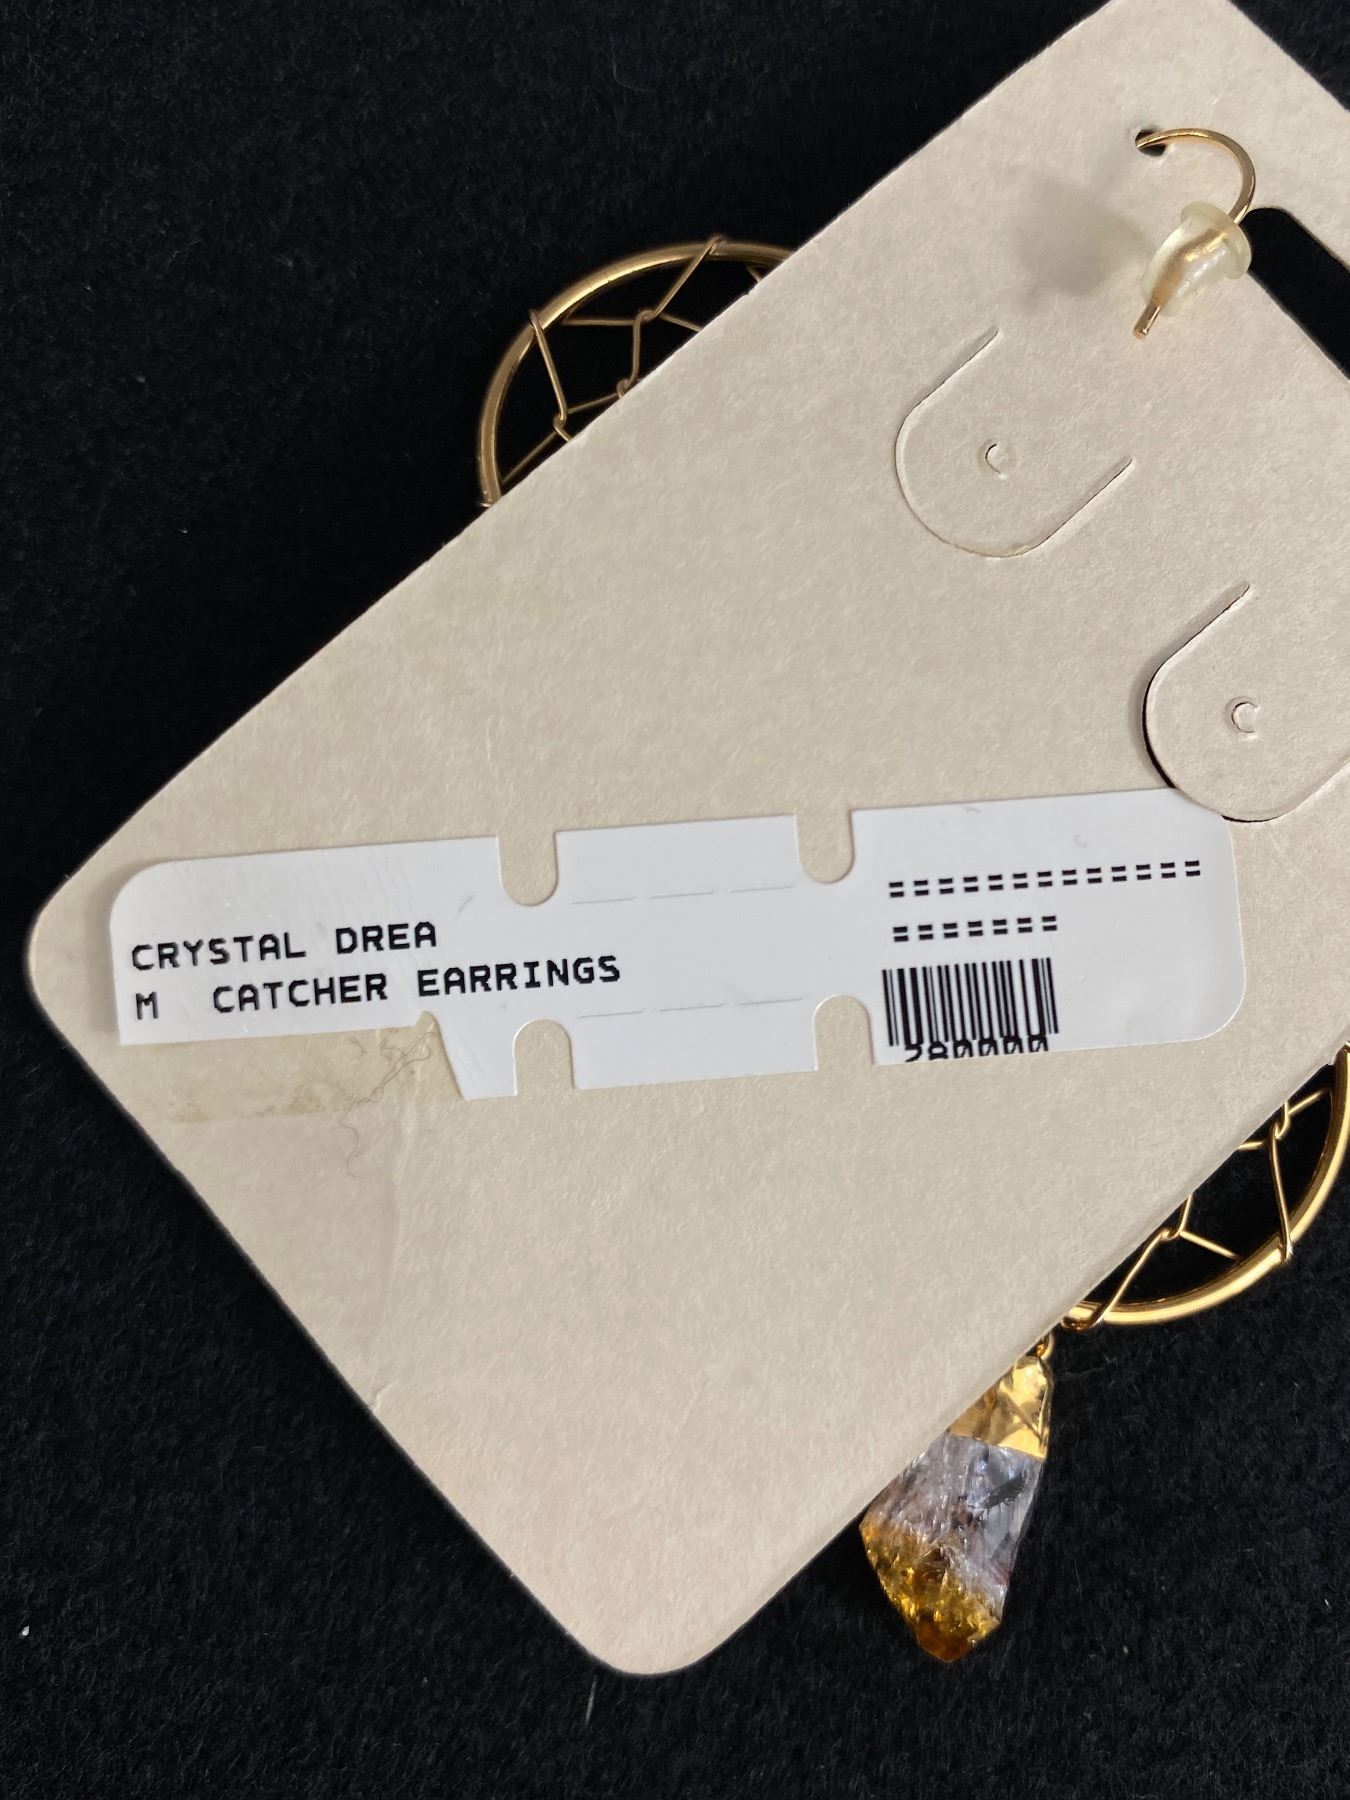 CRYSTAL DREA
M CATCHER EARRINGS
=============
=======